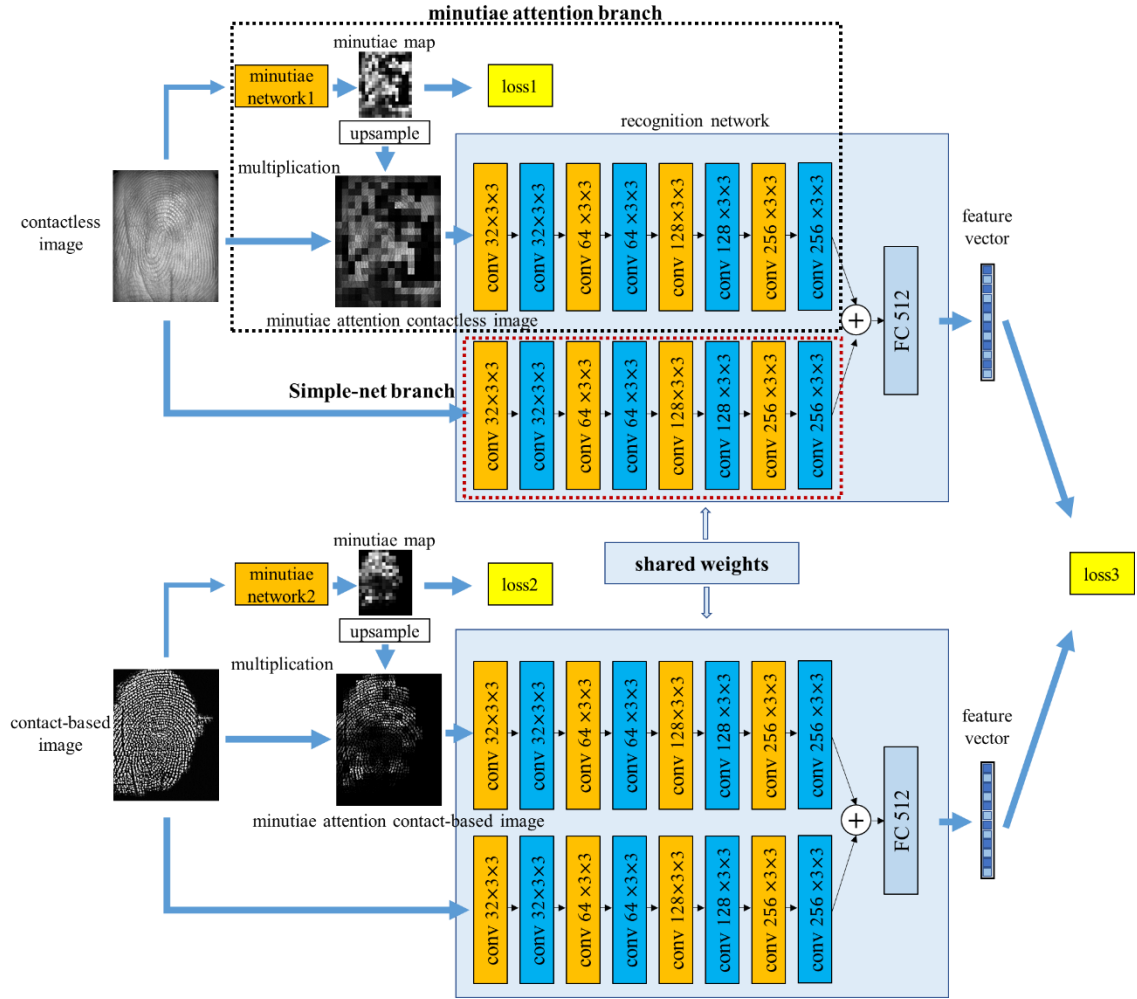 minutiae attention branch
minutiae map
minutiae
network1
loss1
upsample
recognition network
multiplication
contactless
image
conv 32×3×3
conv 32×3×3
conv 64 ×3×3
conv 64 ×3×3
conv 128×3×3
conv 128 ×3×3
conv 256 ×3×3
conv 256 ×3×3
feature
vector
+
FC 512
minutiae attention contactless image
Simple-net branch
conv 32×3×3
conv 32×3×3
conv 64 ×3×3
conv 64 ×3×3
conv 128×3×3
conv 128 ×3×3
conv 256 ×3×3
conv 256 ×3×3
shared weights
loss3
minutiae map
minutiae
network2
loss2
upsample
multiplication
contact-based
image
conv 32×3×3
conv 32×3×3
conv 64 ×3×3
conv 64 ×3×3
conv 128×3×3
conv 128 ×3×3
conv 256 ×3×3
conv 256 ×3×3
feature
vector
+
FC 512
minutiae attention contact-based image
conv 32×3×3
conv 32×3×3
conv 64 ×3×3
conv 64 ×3×3
conv 128×3×3
conv 128 ×3×3
conv 256 ×3×3
conv 256 ×3×3